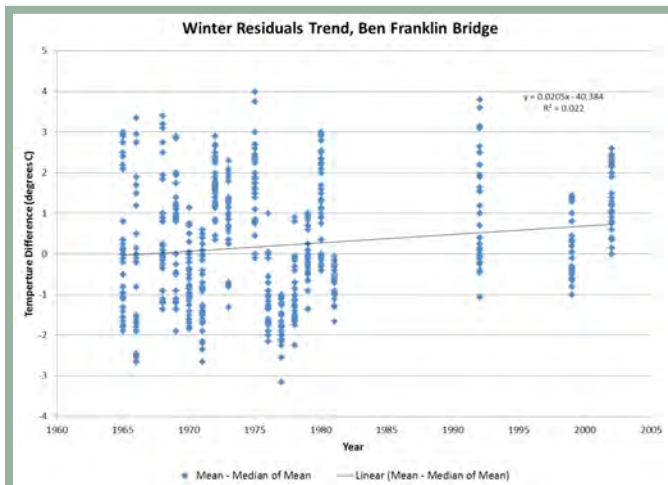 Winter Residuals Trend, Ben Franklin Bridge
y = 0.0205x - 40.384
R² = 0.022
Temperture Difference (degrees C)
5
4
3
2
1
0
-1
-2
-3
-4
1960 1965 1970 1975 1980 1985 1990 1995 2000 2005
Year
Mean - Median of Mean Linear (Mean - Median of Mean)